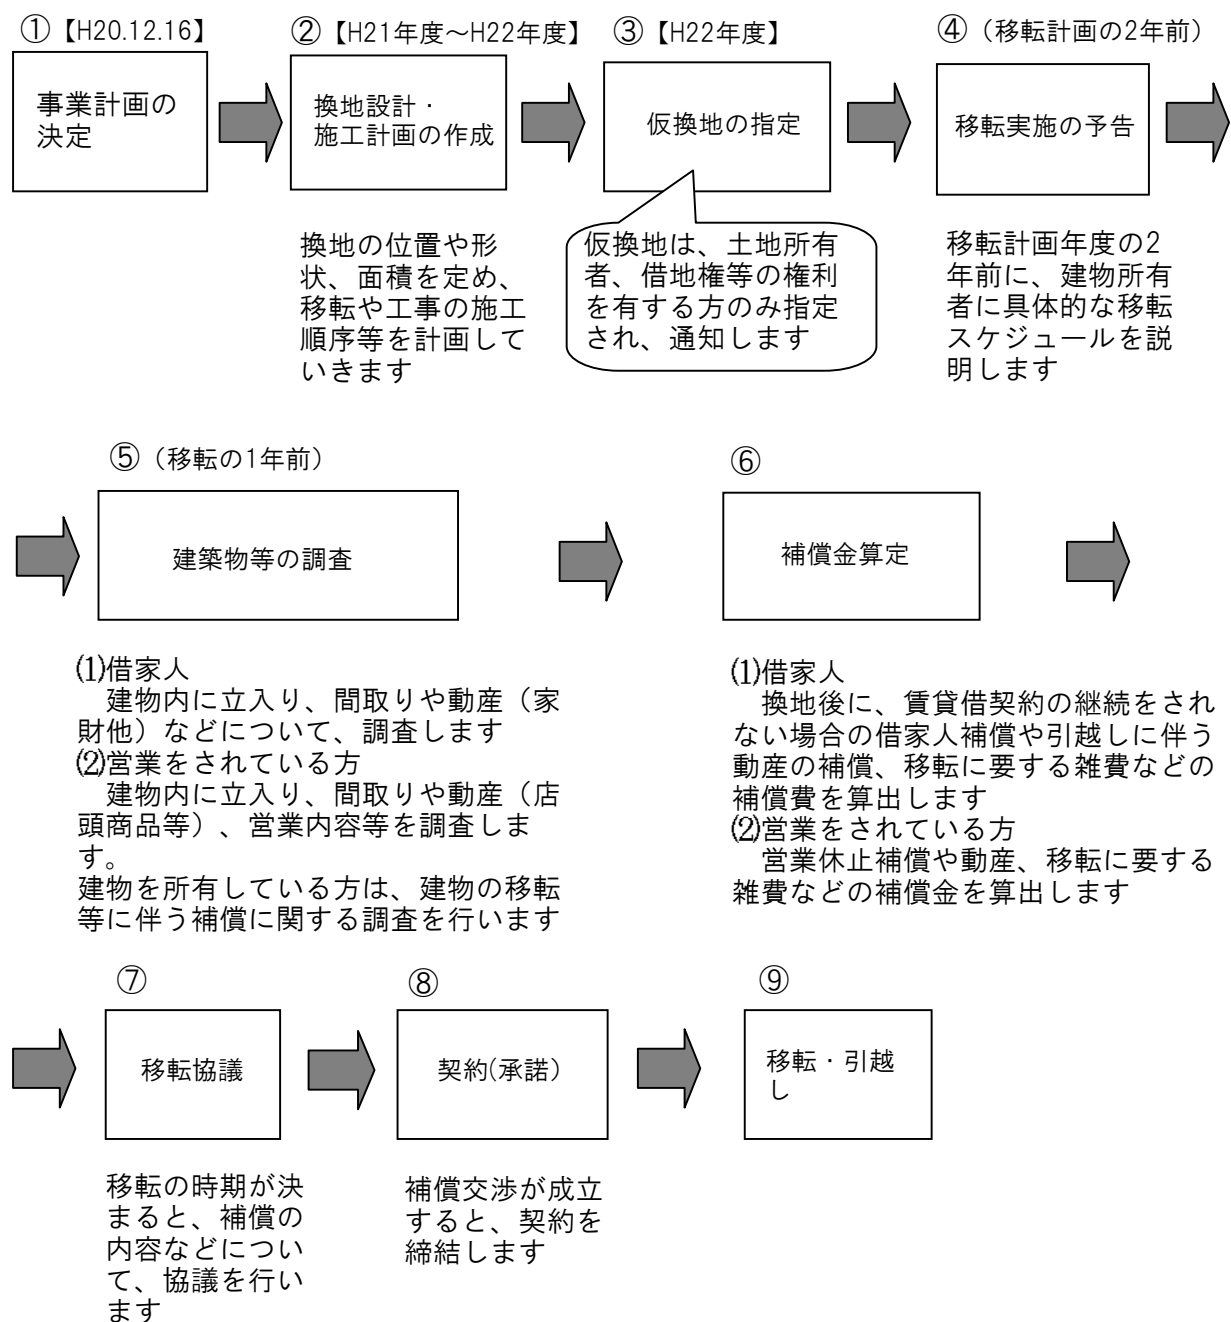 ①【H20.12.16】
事業計画の
決定
②【H21年度～H22年度】
換地設計・
施工計画の作成
換地の位置や形
状、面積を定め、
移転や工事の施工
順序等を計画して
いきます
③【H22年度】
仮換地の指定
仮換地は、土地所有
者、借地権等の権利
を有する方のみ指定
され、通知します
④（移転計画の2年前）
移転実施の予告
移転計画年度の2
年前に、建物所有
者に具体的な移転
スケジュールを説
明します
⑤（移転の1年前）
建築物等の調査
⑴借家人
　建物内に立入り、間取りや動産（家
財他）などについて、調査します
⑵営業をされている方
　建物内に立入り、間取りや動産（店
頭商品等）、営業内容等を調査しま
す。
建物を所有している方は、建物の移転
等に伴う補償に関する調査を行います
⑥
補償金算定
⑴借家人
　換地後に、賃貸借契約の継続をされ
ない場合の借家人補償や引越しに伴う
動産の補償、移転に要する雑費などの
補償費を算出します
⑵営業をされている方
　営業休止補償や動産、移転に要する
雑費などの補償金を算出します
⑦
移転協議
移転の時期が決
まると、補償の
内容などについ
て、協議を行い
ます
⑧
契約(承諾）
補償交渉が成立
すると、契約を
締結します
⑨
移転・引越
し